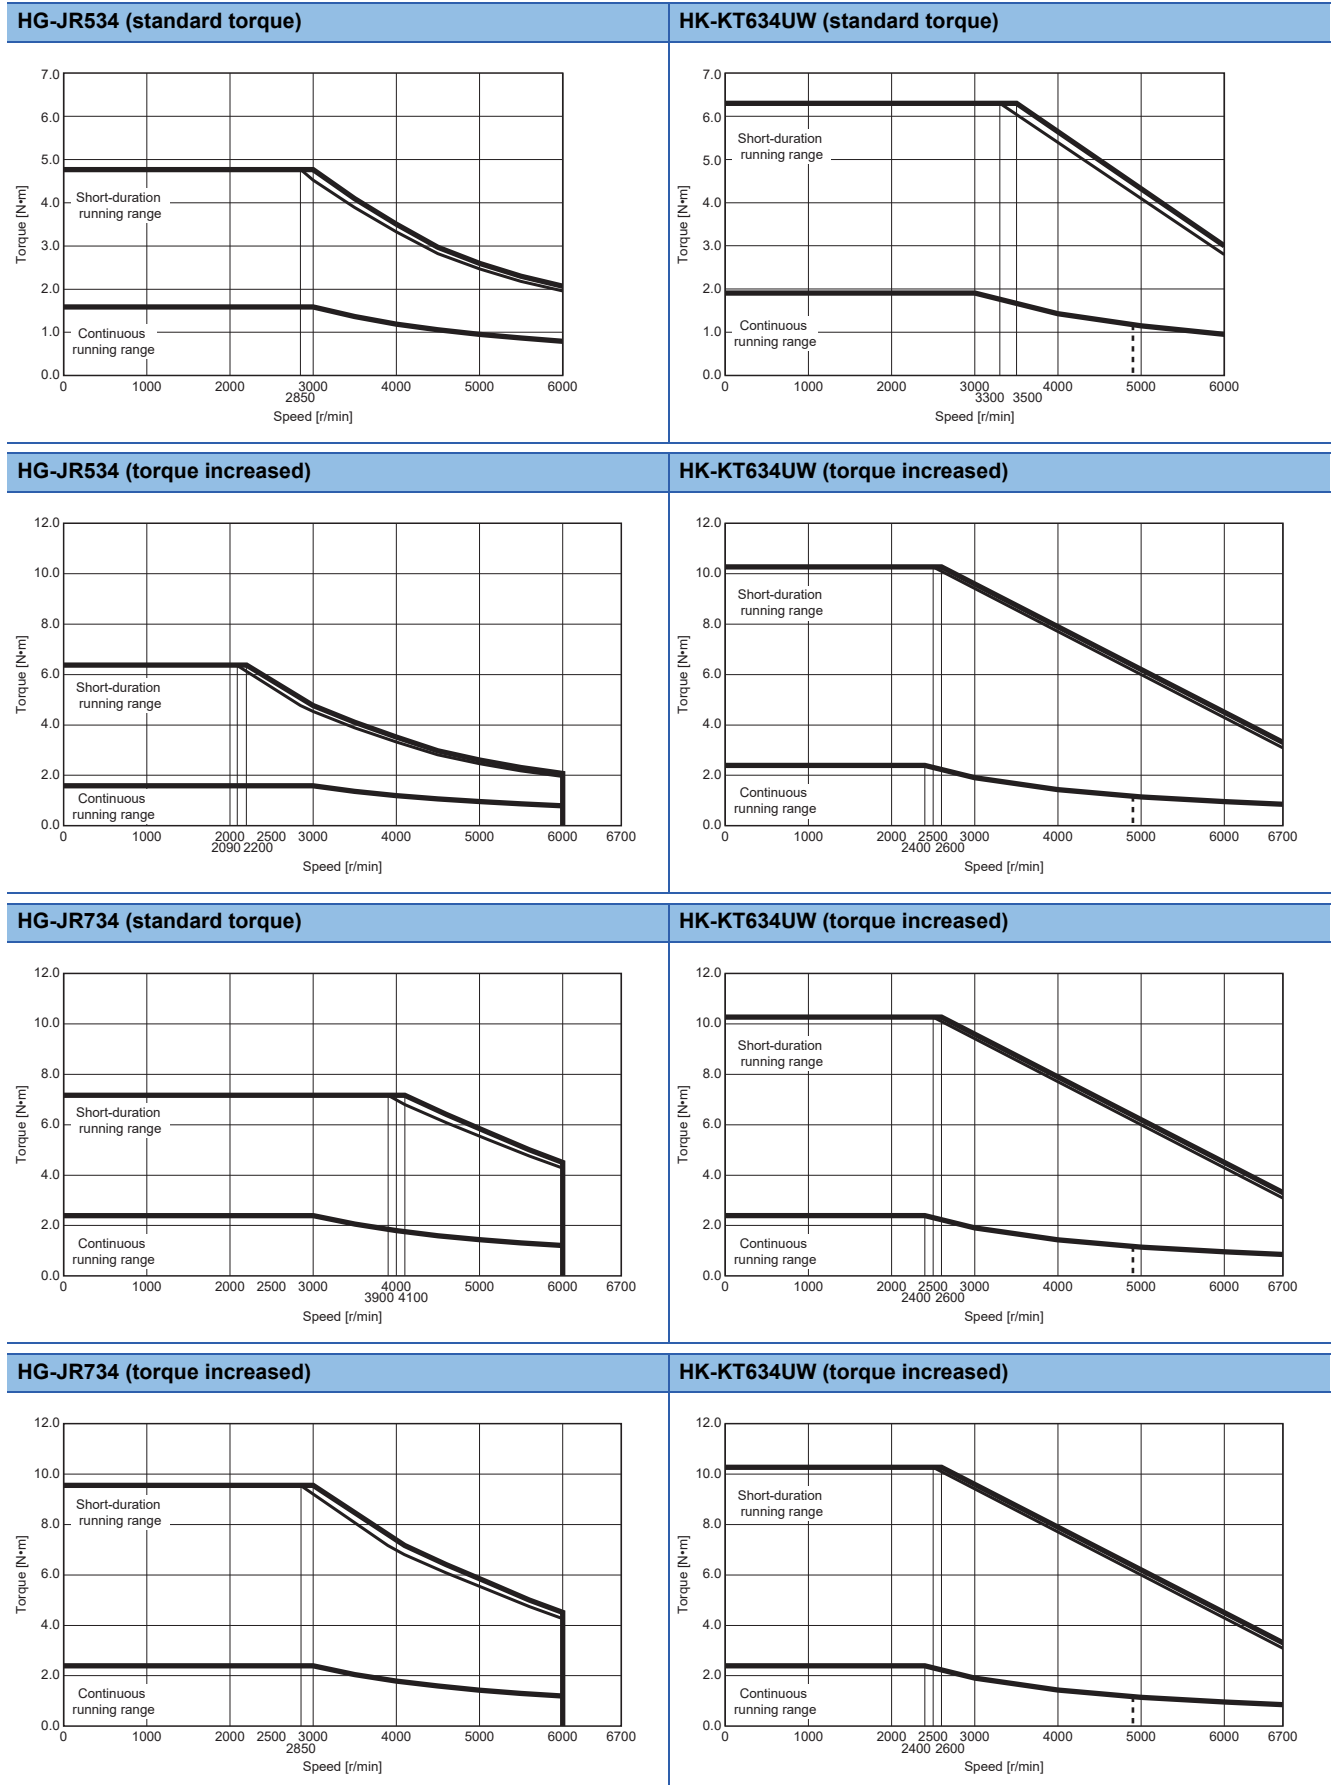 HG-JR534 (standard torque) HK-KT634UW (standard torque)
7.0
6.0
5.0
4.0
3.0
2.0
1.0
0.0
Torque [N•m]
Short-duration
running range
Continuous
running range
0 1000 2000 3000 4000 5000 6000
2850
Speed [r/min]
7.0
6.0
5.0
4.0
3.0
2.0
1.0
0.0
Torque [N•m]
Short-duration
running range
Continuous
running range
0 1000 2000 3000 4000 5000 6000
3300 3500
Speed [r/min]
HG-JR534 (torque increased) HK-KT634UW (torque increased)
12.0
10.0
8.0
6.0
4.0
2.0
0.0
Torque [N•m]
Short-duration
running range
Continuous
running range
0 1000 2000 2500 3000 4000 5000 6000 6700
2090 2200
Speed [r/min]
12.0
10.0
8.0
6.0
4.0
2.0
0.0
Torque [N•m]
Short-duration
running range
Continuous
running range
0 1000 2000 2500 3000 4000 5000 6000 6700
2400 2600
Speed [r/min]
HG-JR734 (standard torque) HK-KT634UW (torque increased)
12.0
10.0
8.0
6.0
4.0
2.0
0.0
Torque [N•m]
Short-duration
running range
Continuous
running range
0 1000 2000 2500 3000 4000 5000 6000 6700
3900 4100
Speed [r/min]
12.0
10.0
8.0
6.0
4.0
2.0
0.0
Torque [N•m]
Short-duration
running range
Continuous
running range
0 1000 2000 2500 3000 4000 5000 6000 6700
2400 2600
Speed [r/min]
HG-JR734 (torque increased) HK-KT634UW (torque increased)
12.0
10.0
8.0
6.0
4.0
2.0
0.0
Torque [N•m]
Short-duration
running range
Continuous
running range
0 1000 2000 2500 3000 4000 5000 6000 6700
2850
Speed [r/min]
12.0
10.0
8.0
6.0
4.0
2.0
0.0
Torque [N•m]
Short-duration
running range
Continuous
running range
0 1000 2000 2500 3000 4000 5000 6000 6700
2400 2600
Speed [r/min]